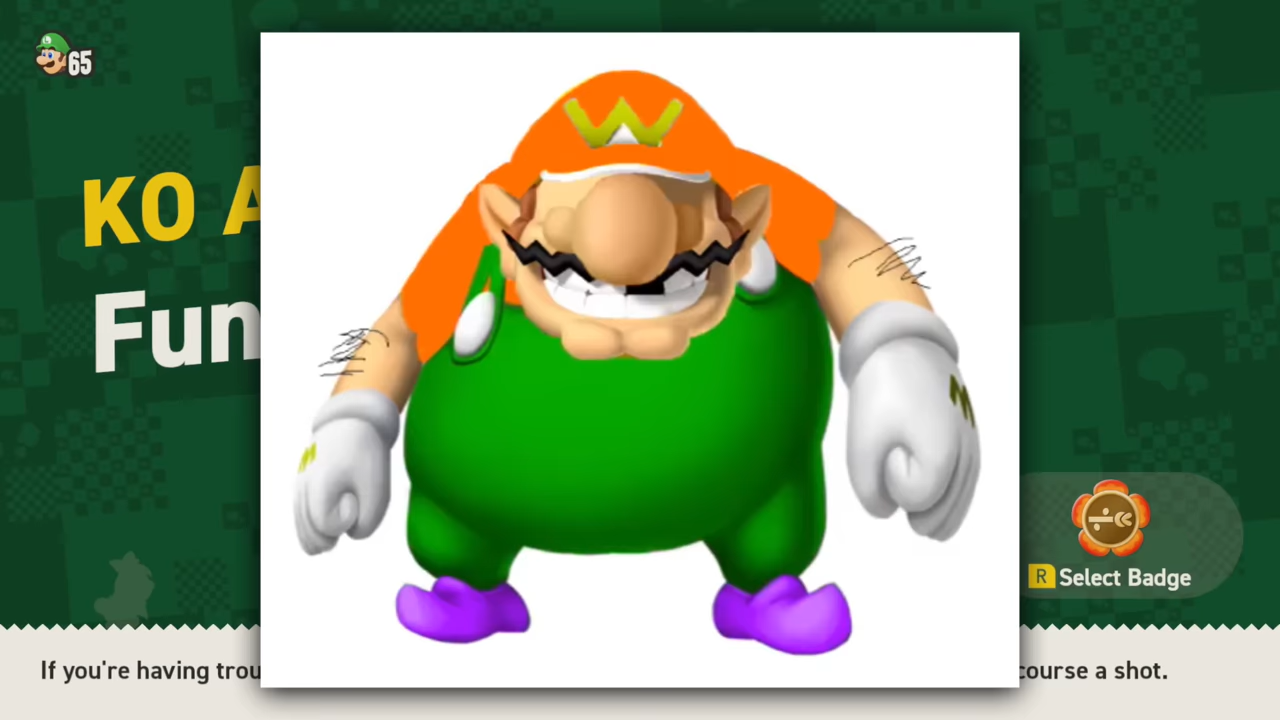 65
KO A
Fun
W
M
M
R Select Badge
If you're having trou
course a shot.